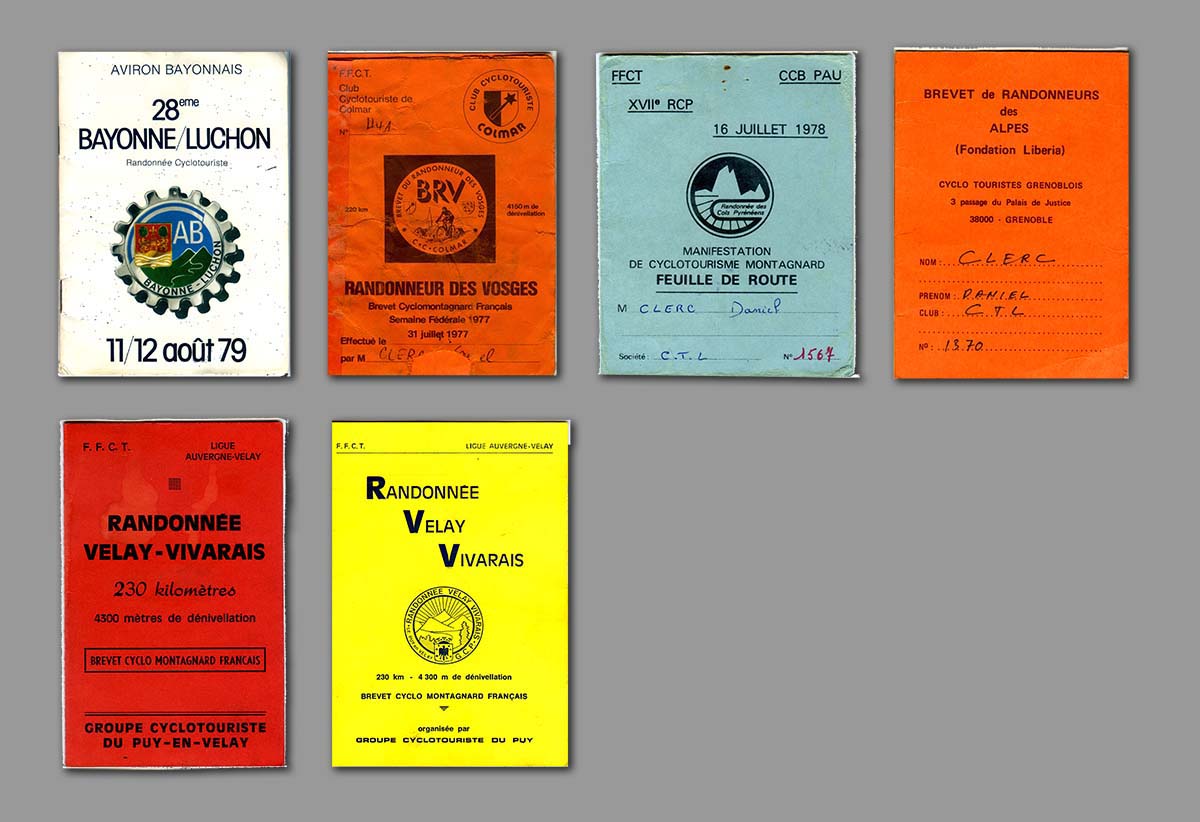 AVIRON BAYONNAIS
28eme
BAYONNE/LUCHON
Randonnée Cyclotouriste
AB
BAYONNE - LUCHON
11/12 août 79
F.F.C.T.
Club
Cyclotouriste de
Colmar
N° 441
CLUB CYCLOTOURISTE
COLMAR
BREVET DU RANDONNEUR DES VOSGES
BRV
C•C•COLMAR
220 km
4150 m de
dénivellation
RANDONNEUR DES VOSGES
Brevet Cyclomontagnard Français
Semaine Fédérale 1977
31 juillet 1977
Effectué le
par M CLERC
FFCT
CCB PAU
XVIIe RCP
16 JUILLET 1978
Randonnée des
Cols Pyrénéens
MANIFESTATION
DE CYCLOTOURISME MONTAGNARD
FEUILLE DE ROUTE
M CLERC Daniel
Société : C.T.L
N° 1567
BREVET de RANDONNEURS
des
ALPES
(Fondation Liberia)
CYCLO TOURISTES GRENOBLOIS
3 passage du Palais de Justice
38000 - GRENOBLE
NOM : CLERC
PRENOM : DANIEL
CLUB : C T L
N° : 1370
F. F. C. T.
LIGUE
AUVERGNE-VELAY
RANDONNÉE
VELAY-VIVARAIS
230 kilomètres
4300 mètres de dénivellation
BREVET CYCLO MONTAGNARD FRANCAIS
GROUPE CYCLOTOURISTE
DU PUY-EN-VELAY
F.F.C.T.
LIGUE AUVERGNE-VELAY
RANDONNÉE
VELAY
VIVARAIS
RANDONNÉE VELAY VIVARAIS
G.C.P.
230 km - 4 300 m de dénivellation
BREVET CYCLO MONTAGNARD FRANÇAIS
organisée par
GROUPE CYCLOTOURISTE DU PUY